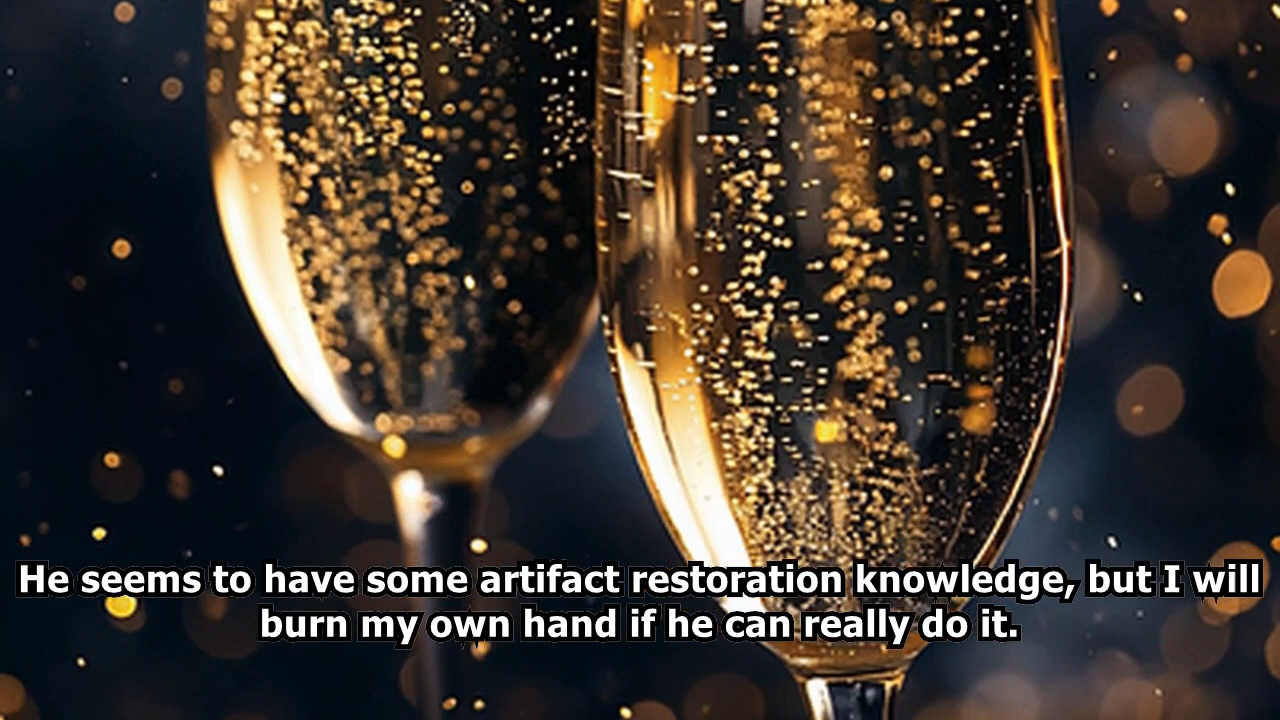 He seems to have some artifact restoration knowledge, but I will
burn my own hand if he can really do it.